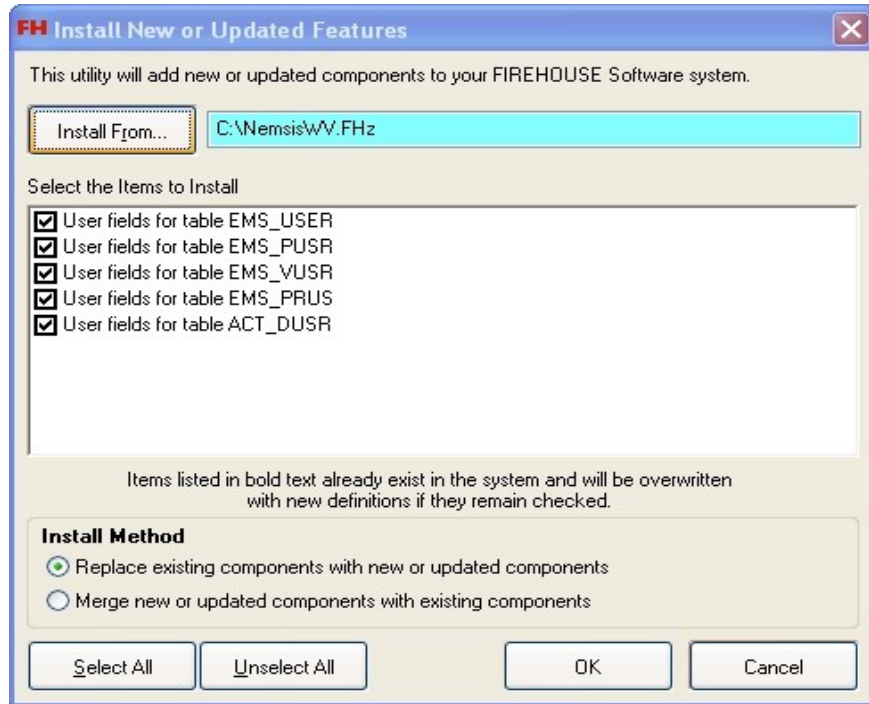 FH Install New or Updated Features
This utility will add new or updated components to your FIREHOUSE Software system.
Install From...
C:\NemsisWV.FHz
Select the Items to Install
User fields for table EMS_USER
User fields for table EMS_PUSR
User fields for table EMS_VUSR
User fields for table EMS_PRUS
User fields for table ACT_DUSR
Items listed in bold text already exist in the system and will be overwritten
with new definitions if they remain checked.
Install Method
Replace existing components with new or updated components
Merge new or updated components with existing components
Select All
Unselect All
OK
Cancel